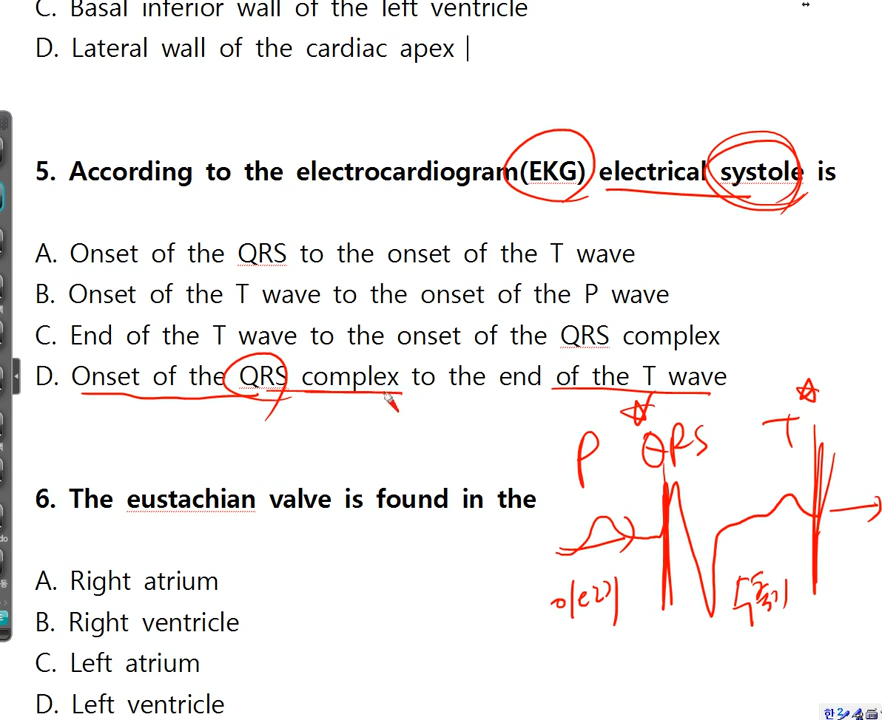 C. Basal inferior wall of the left ventricle
D. Lateral wall of the cardiac apex
5. According to the electrocardiogram(EKG) electrical systole is
A. Onset of the QRS to the onset of the T wave
B. Onset of the T wave to the onset of the P wave
C. End of the T wave to the onset of the QRS complex
D. Onset of the QRS complex to the end of the T wave
P QRS T
6. The eustachian valve is found in the
수축기
A. Right atrium
B. Right ventricle
C. Left atrium
D. Left ventricle
한